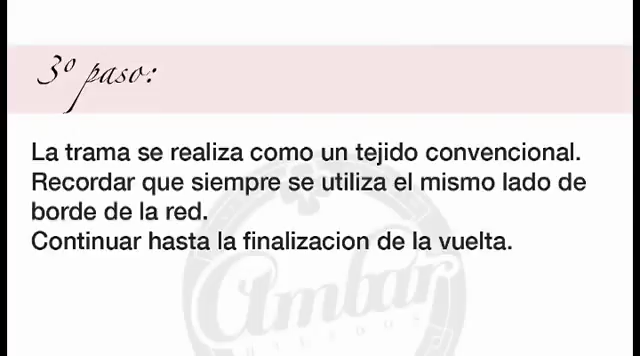 3º paso:
La trama se realiza como un tejido convencional.
Recordar que siempre se utiliza el mismo lado de
borde de la red.
Continuar hasta la finalizacion de la vuelta.
ambar
TEJIDOS